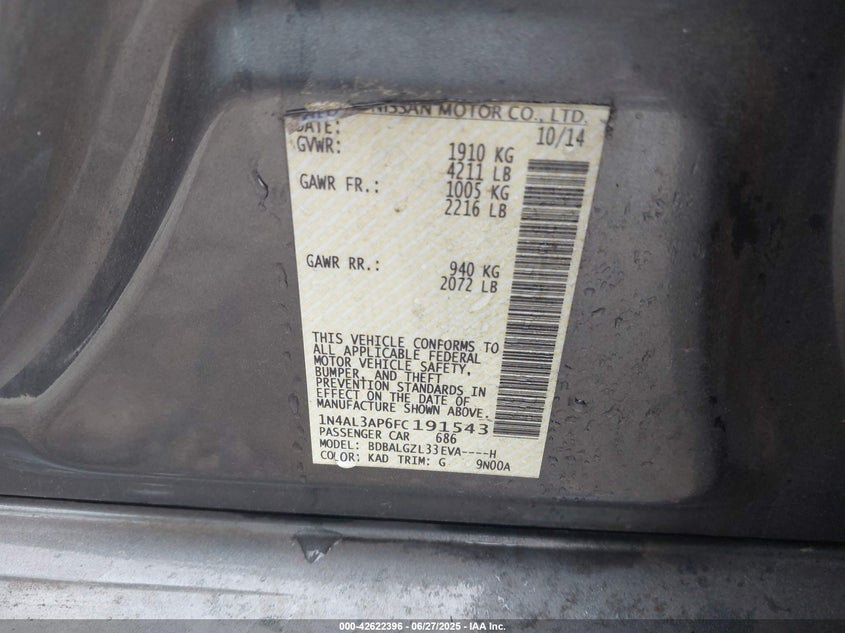 NISSAN MOTOR CO., LTD.
DATE: 10/14
GVWR: 1910 KG
4211 LB
GAWR FR.: 1005 KG
2216 LB
GAWR RR.: 940 KG
2072 LB
THIS VEHICLE CONFORMS TO
ALL APPLICABLE FEDERAL
MOTOR VEHICLE SAFETY,
BUMPER, AND THEFT
PREVENTION STANDARDS IN
EFFECT ON THE DATE OF
MANUFACTURE SHOWN ABOVE.
1N4AL3AP6FC191543
PASSENGER CAR 686
MODEL: BDBALGZL33EVA----H
COLOR: KAD TRIM: G 9N00A
000-42622396 - 06/27/2025 - IAA Inc.